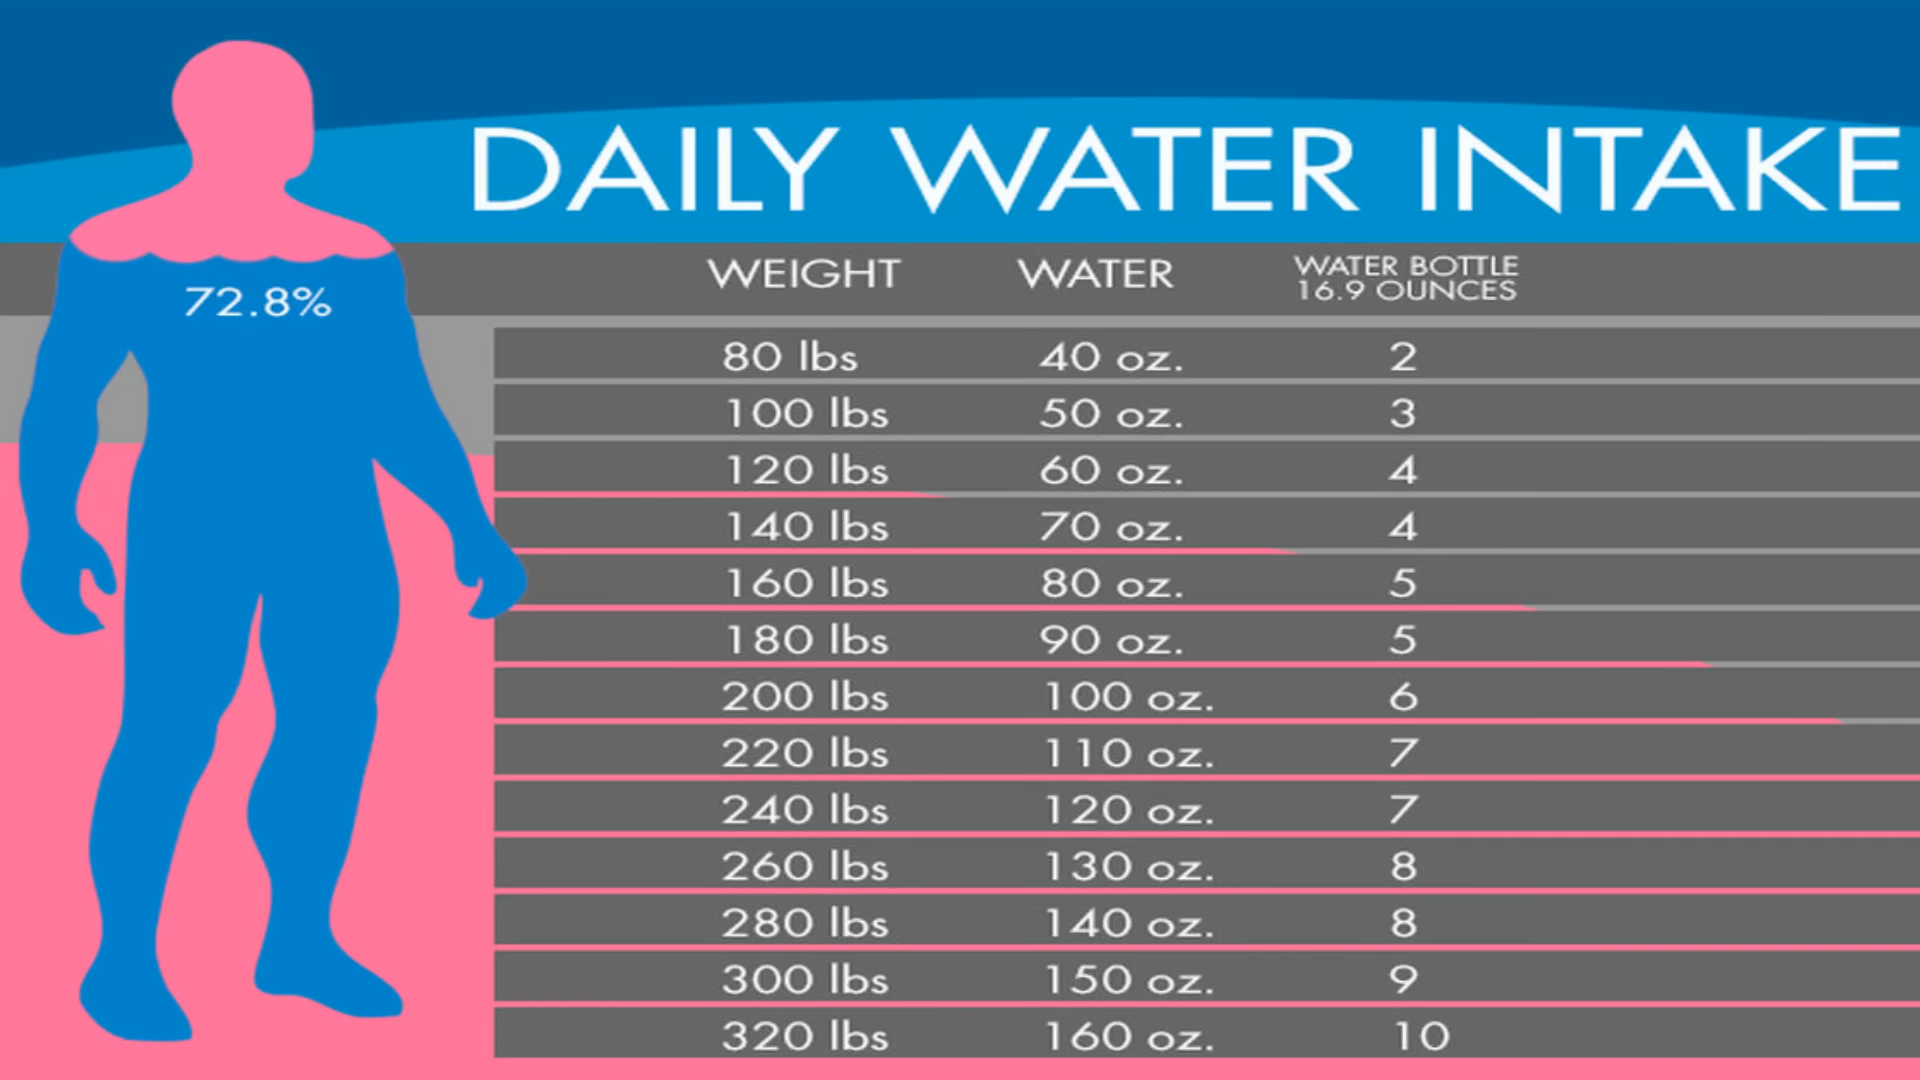 DAILY WATER INTAKE
72.8%
WEIGHT WATER WATER BOTTLE
16.9 OUNCES
80 lbs 40 oz. 2
100 lbs 50 oz. 3
120 lbs 60 oz. 4
140 lbs 70 oz. 4
160 lbs 80 oz. 5
180 lbs 90 oz. 5
200 lbs 100 oz. 6
220 lbs 110 oz. 7
240 lbs 120 oz. 7
260 lbs 130 oz. 8
280 lbs 140 oz. 8
300 lbs 150 oz. 9
320 lbs 160 oz. 10